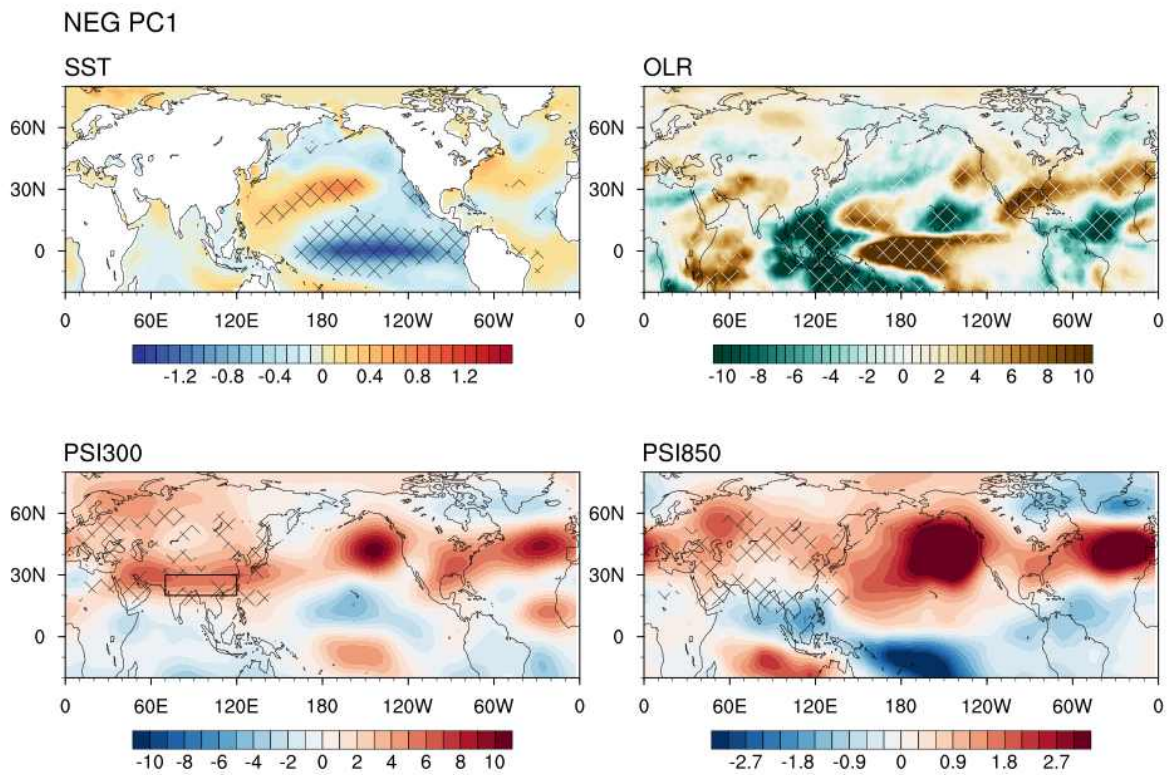 NEG PC1
SST
OLR
60N
30N
0
0 60E 120E 180 120W 60W 0
-1.2 -0.8 -0.4 0 0.4 0.8 1.2
60N
30N
0
0 60E 120E 180 120W 60W 0
-10 -8 -6 -4 -2 0 2 4 6 8 10
PSI300
PSI850
60N
30N
0
0 60E 120E 180 120W 60W 0
-10 -8 -6 -4 -2 0 2 4 6 8 10
60N
30N
0
0 60E 120E 180 120W 60W 0
-2.7 -1.8 -0.9 0 0.9 1.8 2.7